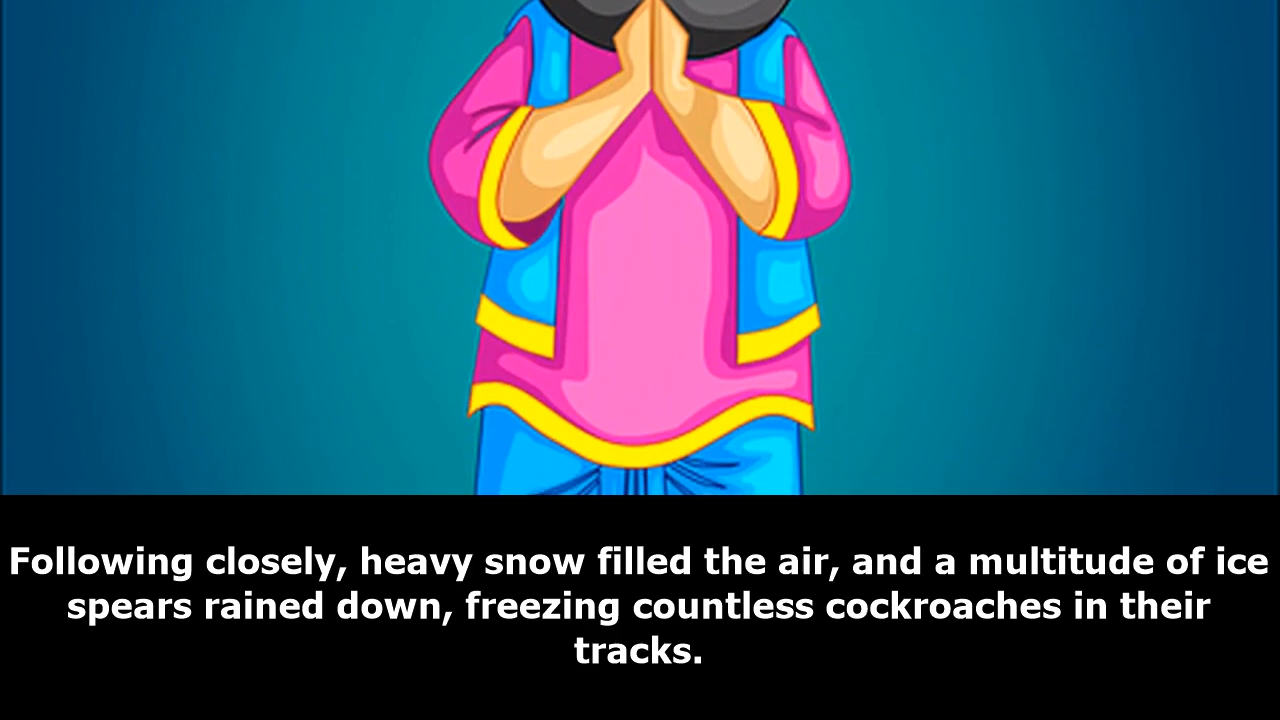 Following closely, heavy snow filled the air, and a multitude of ice
spears rained down, freezing countless cockroaches in their
tracks.